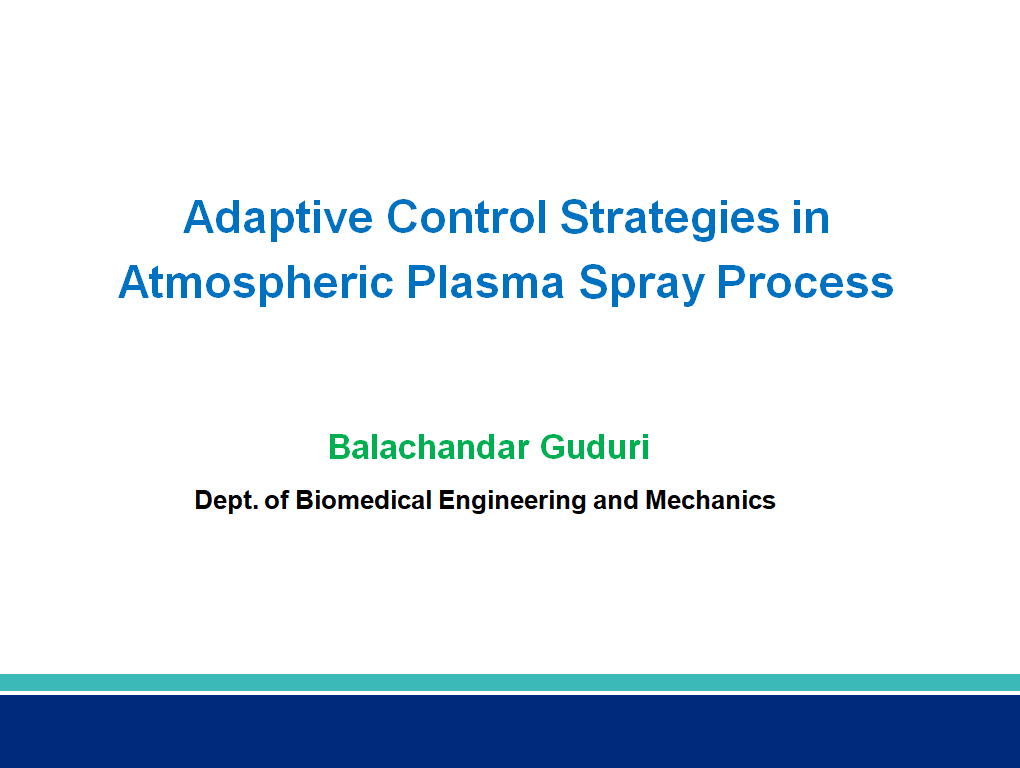 Adaptive Control Strategies in
Atmospheric Plasma Spray Process
Balachandar Guduri
Dept. of Biomedical Engineering and Mechanics